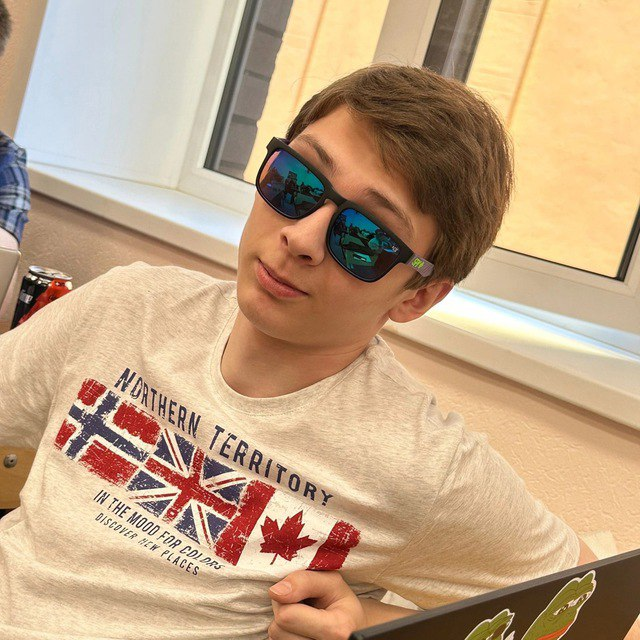 NORTHERN TERRITORY
IN THE MOOD FOR COLORS
DISCOVER NEW PLACES